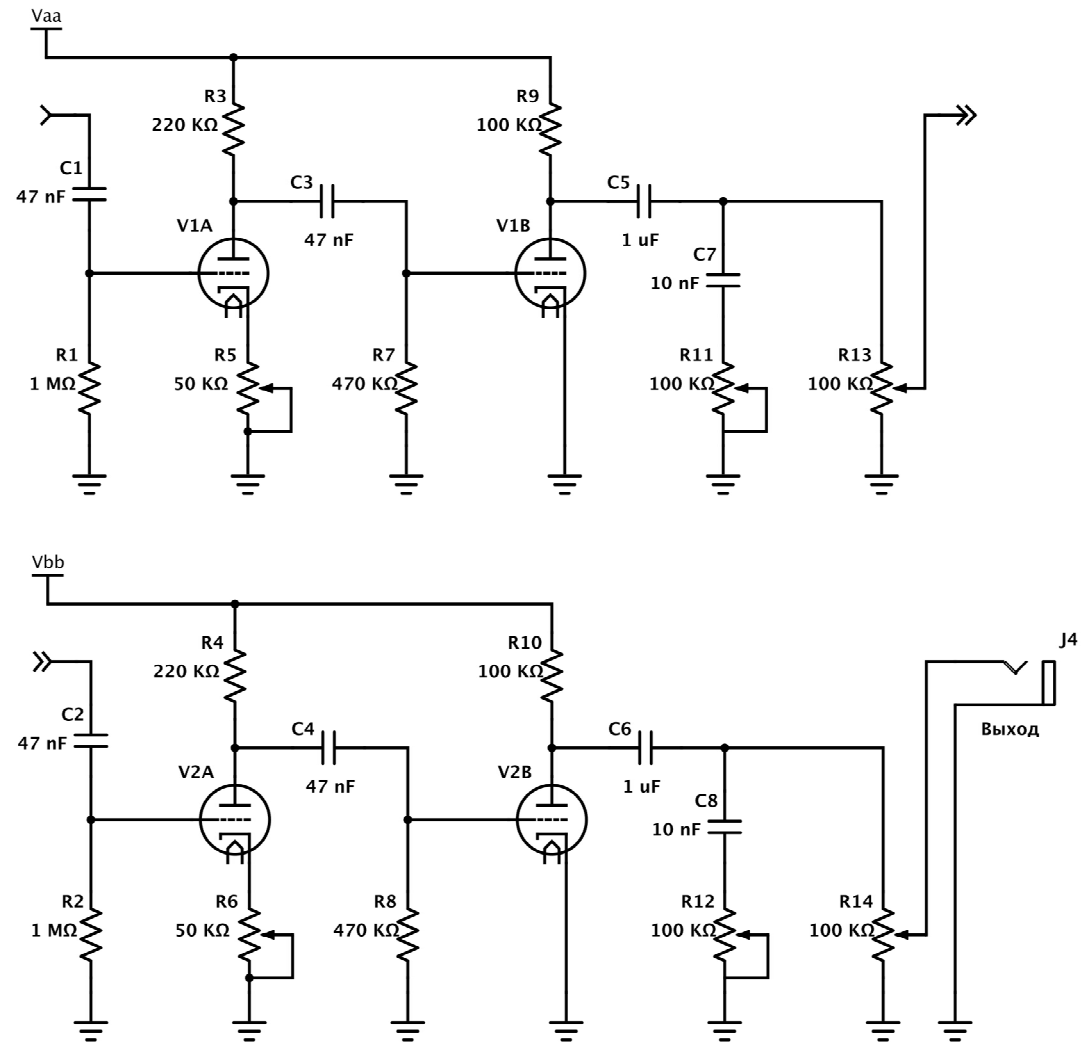 Vaa
R3
220 KΩ
R9
100 KΩ
C1
47 nF
C3
47 nF
C5
1 uF
V1A
V1B
C7
10 nF
R1
1 MΩ
R5
50 KΩ
R7
470 KΩ
R11
100 KΩ
R13
100 KΩ
Vbb
R4
220 KΩ
R10
100 KΩ
J4
Выход
C2
47 nF
C4
47 nF
C6
1 uF
V2A
V2B
C8
10 nF
R2
1 MΩ
R6
50 KΩ
R8
470 KΩ
R12
100 KΩ
R14
100 KΩ